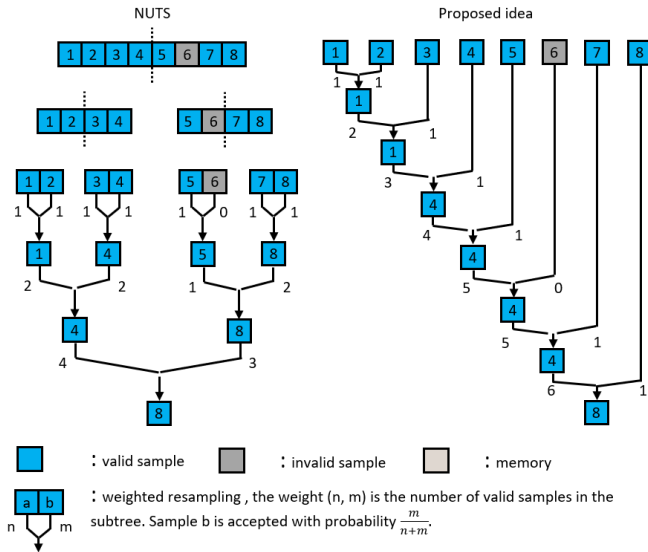 NUTS
Proposed idea
1 2 3 4 5 6 7 8
1 2 3 4 5 6 7 8
1 1
1
1 2 3 4
5 6 7 8
2 1
1
1 2
3 4
5 6
7 8
3 1
1 1
1 1
1 0
1 1
4
4 1
1
4
5
8
4
2 2
1 2
5 0
4
4
8
5 1
4 3
4
6 1
8
8
: valid sample
: invalid sample
: memory
a b
n m
: weighted resampling , the weight (n, m) is the number of valid samples in the
subtree. Sample b is accepted with probability m/(n+m).